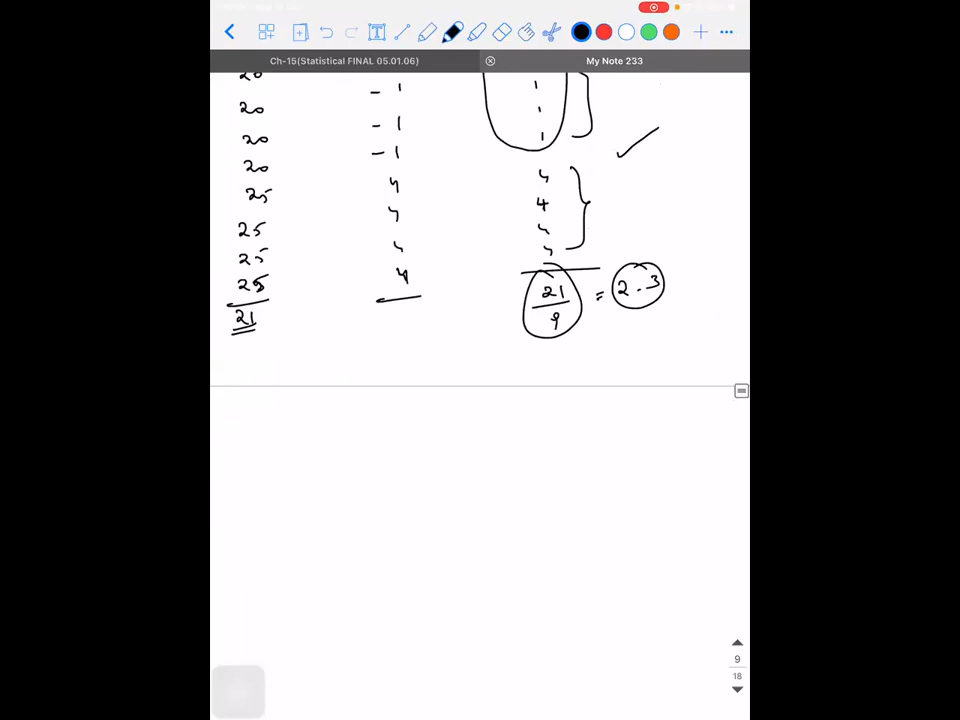 Ch-15(Statistical FINAL 05.01.06) My Note 233
20 - 1 1
20 - 1 1
20 - 1 1
20 4 4
25 4 4
25 4 4
25 4 4
25
21 21/9 = 2.3
9
18